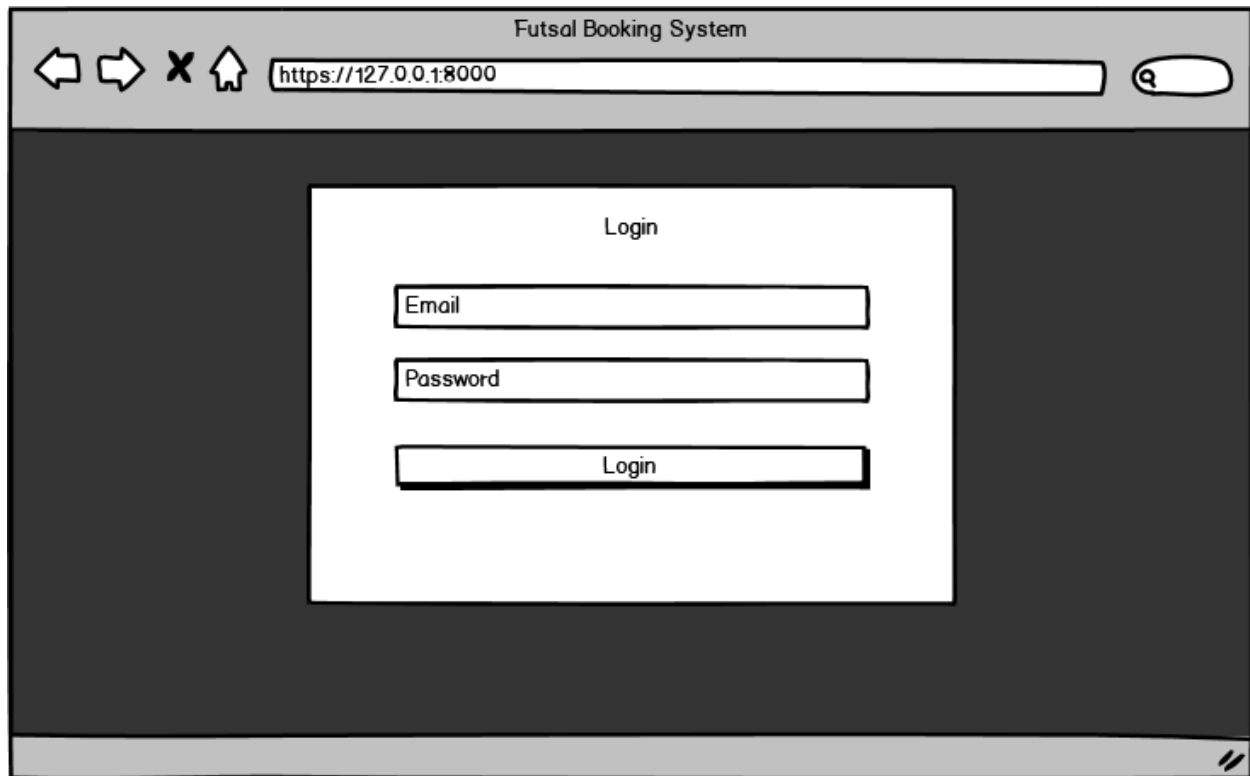 Futsal Booking System
https://127.0.0.1:8000
Login
Email
Password
Login